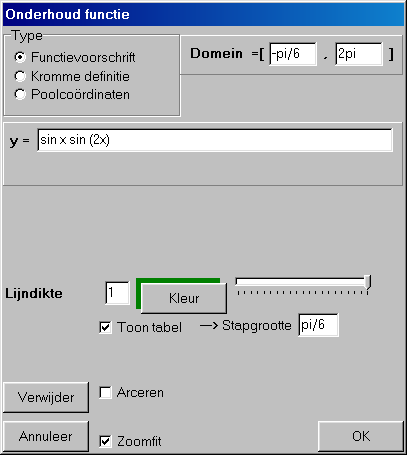 Onderhoud functie
Type
Functievoorschrift
Kromme definitie
Poolcoördinaten
Domein =[ -pi/6 , 2pi ]
y = sin x sin (2x)
Lijndikte 1 Kleur
Toon tabel --> Stapgrootte pi/6
Verwijder Arceren
Annuleer Zoomfit OK